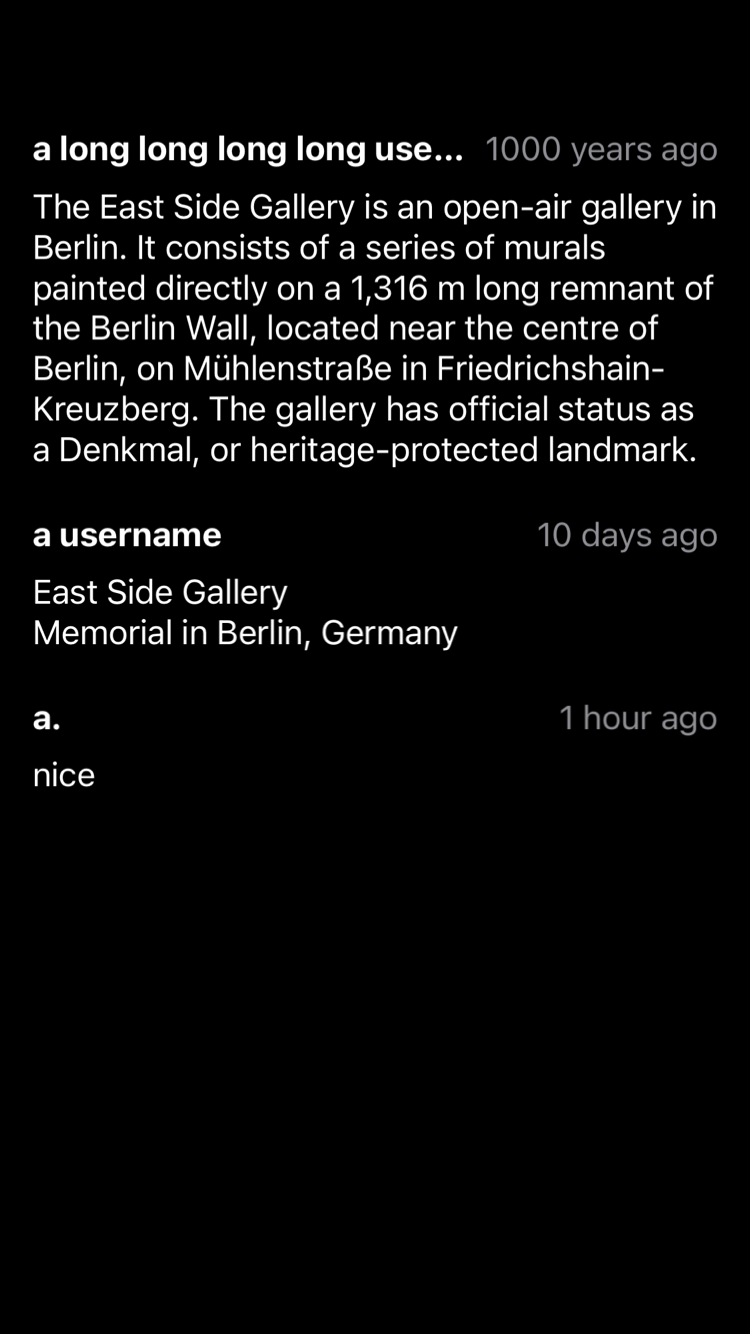 a long long long long use... 1000 years ago
The East Side Gallery is an open-air gallery in
Berlin. It consists of a series of murals
painted directly on a 1,316 m long remnant of
the Berlin Wall, located near the centre of
Berlin, on Mühlenstraße in Friedrichshain-
Kreuzberg. The gallery has official status as
a Denkmal, or heritage-protected landmark.
a username 10 days ago
East Side Gallery
Memorial in Berlin, Germany
a. 1 hour ago
nice